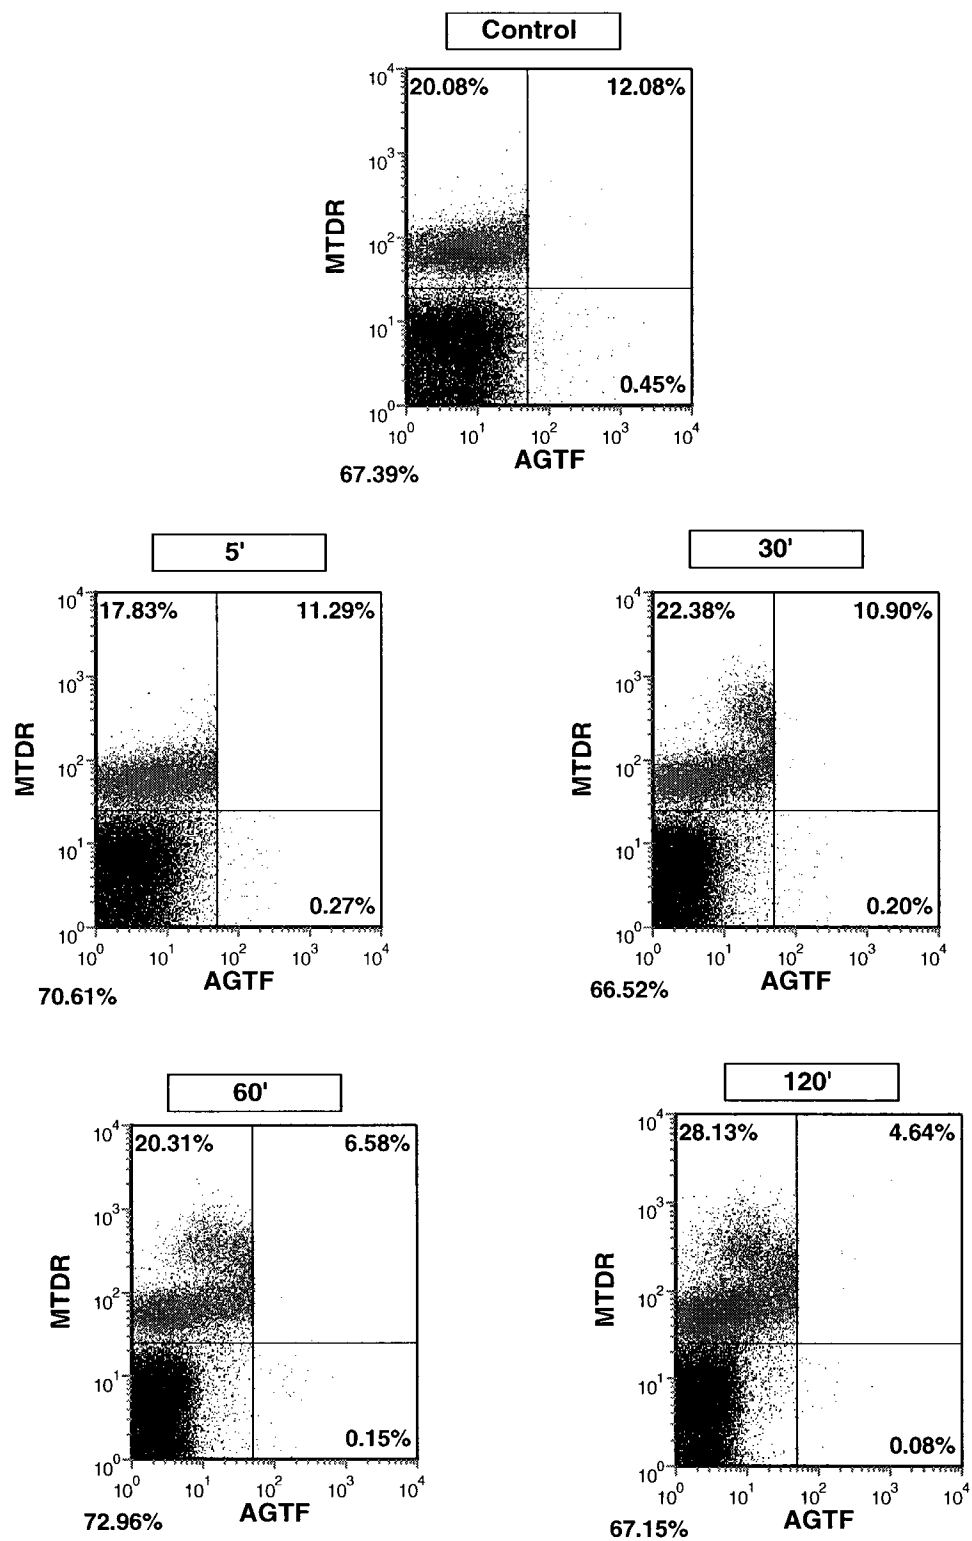 Control
10^4 20.08% 12.08%
10^3
MTDR
10^2
10^1
0.45%
10^0
10^0 10^1 10^2 10^3 10^4
AGTF
67.39%
5'
10^4 17.83% 11.29%
10^3
MTDR
10^2
10^1
0.27%
10^0
10^0 10^1 10^2 10^3 10^4
AGTF
70.61%
30'
10^4 22.38% 10.90%
10^3
MTDR
10^2
10^1
0.20%
10^0
10^0 10^1 10^2 10^3 10^4
AGTF
66.52%
60'
10^4 20.31% 6.58%
10^3
MTDR
10^2
10^1
0.15%
10^0
10^0 10^1 10^2 10^3 10^4
AGTF
72.96%
120'
10^4 28.13% 4.64%
10^3
MTDR
10^2
10^1
0.08%
10^0
10^0 10^1 10^2 10^3 10^4
AGTF
67.15%